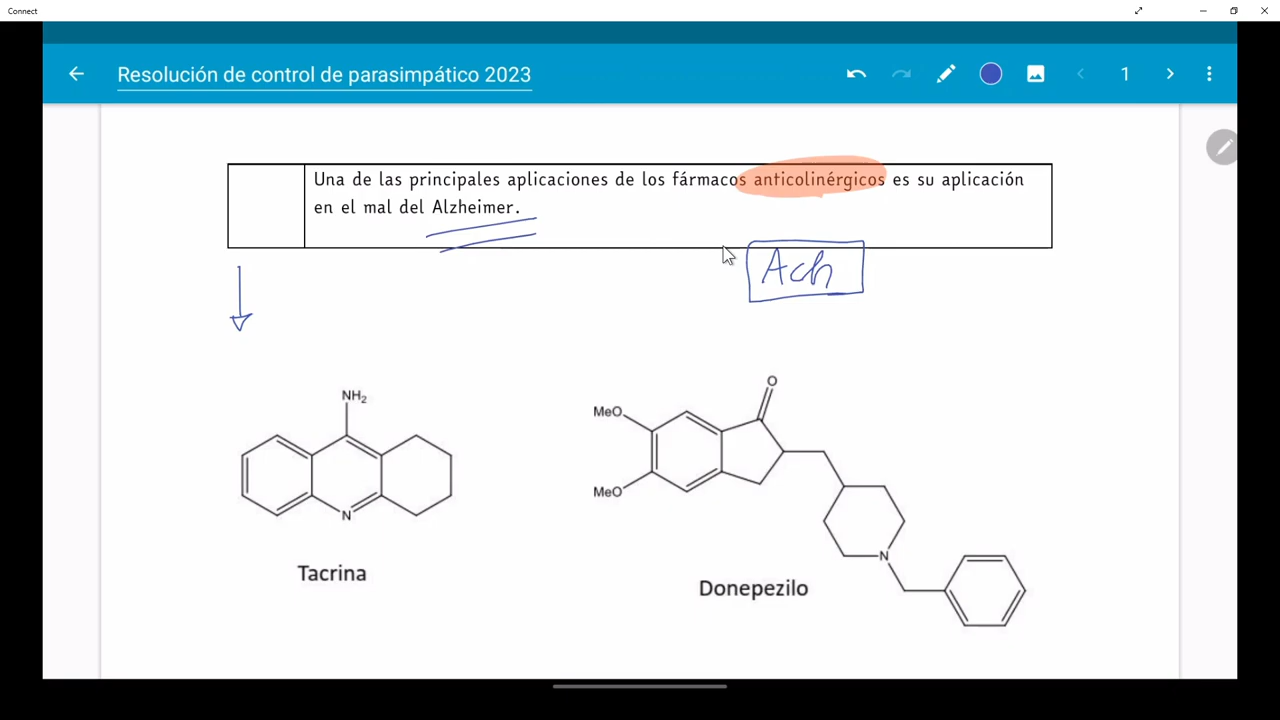 Connect
Resolución de control de parasimpático 2023
1
Una de las principales aplicaciones de los fármacos anticolinérgicos es su aplicación
en el mal del Alzheimer.
Ach
NH2
N
Tacrina
O
MeO
MeO
N
Donepezilo